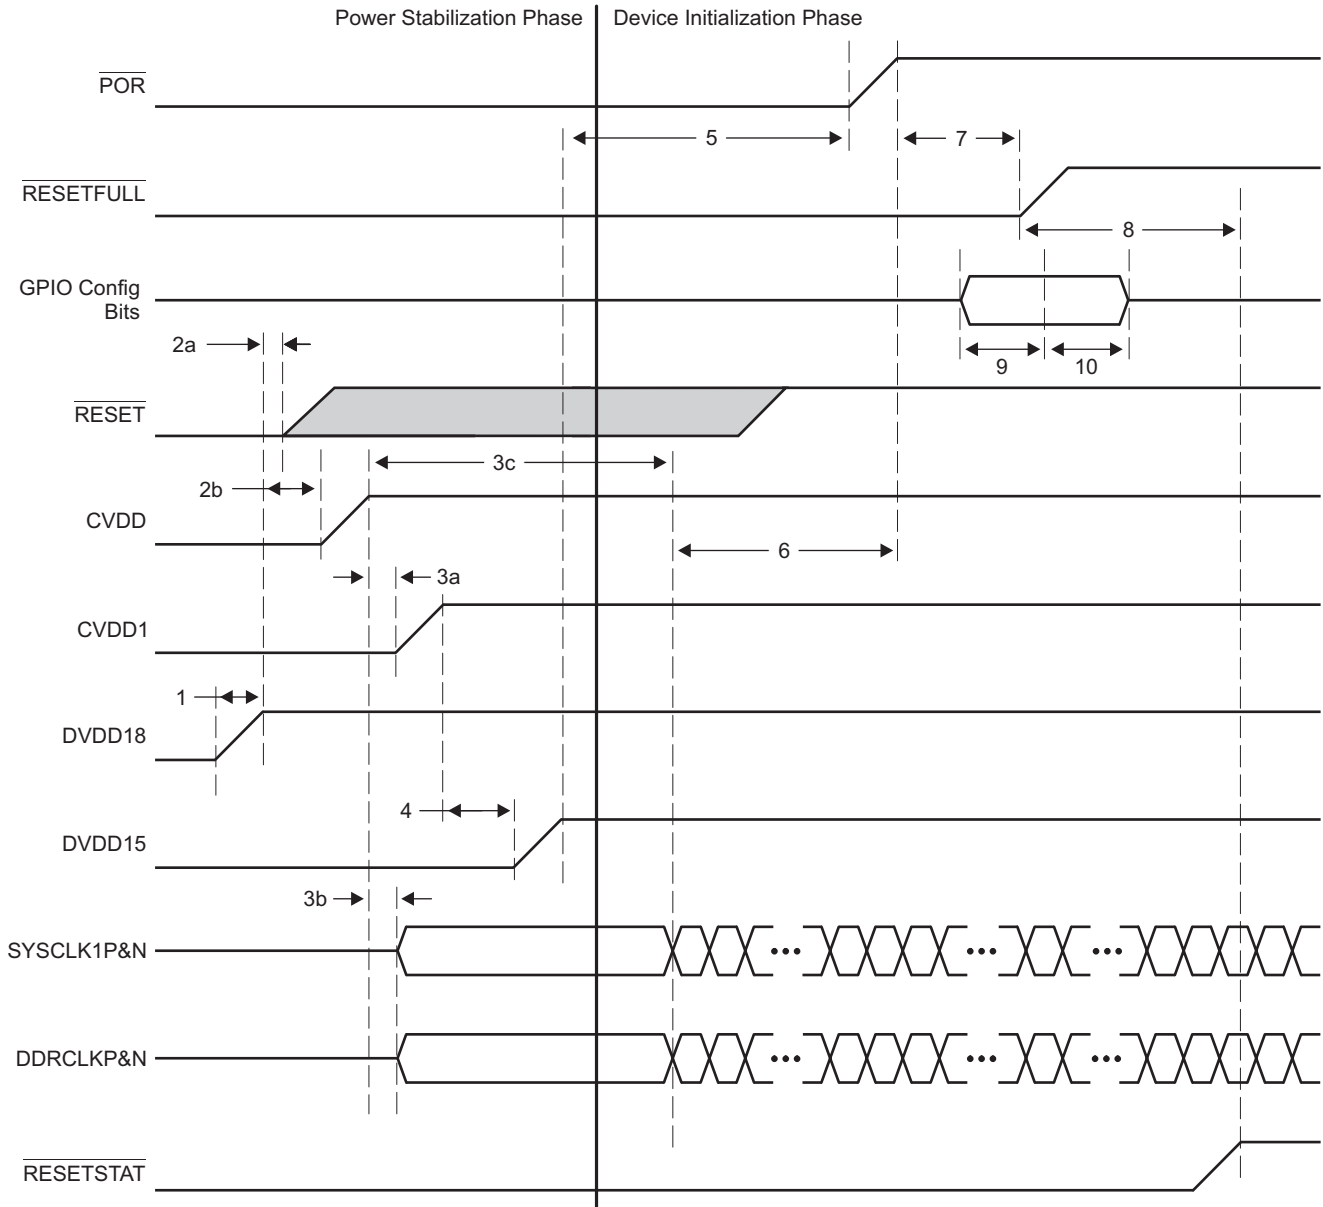 Power Stabilization Phase
Device Initialization Phase
POR
5
7
RESETFULL
8
GPIO Config
Bits
2a
9
10
RESET
3c
2b
CVDD
6
3a
CVDD1
1
DVDD18
4
DVDD15
3b
SYSCLK1P&N
DDRCLKP&N
RESETSTAT